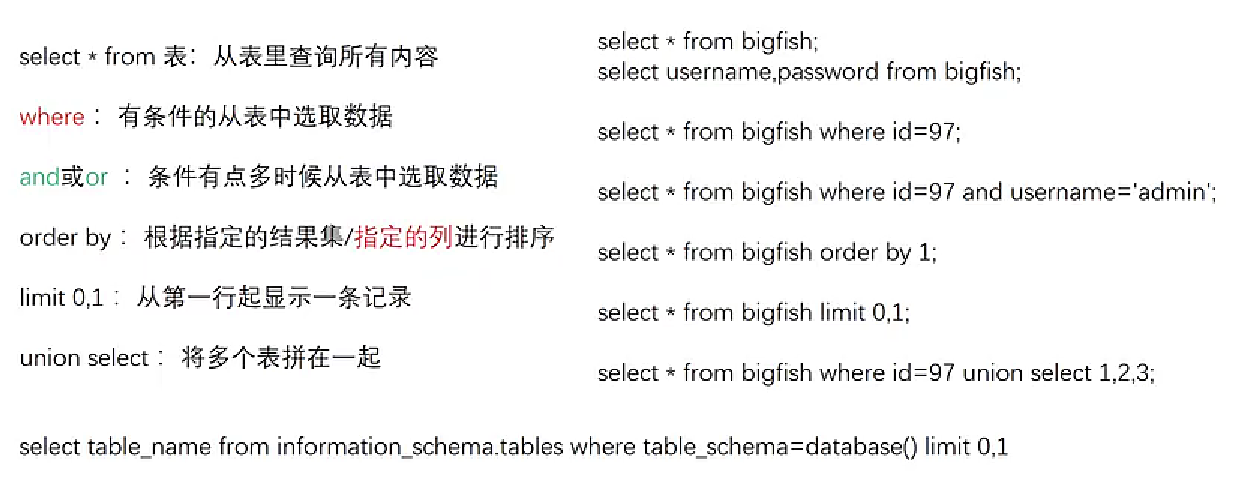 select * from 表：从表里查询所有内容
select * from bigfish;
select username,password from bigfish;
where： 有条件的从表中选取数据
select * from bigfish where id=97;
and或or ： 条件有点多时候从表中选取数据
select * from bigfish where id=97 and username='admin';
order by： 根据指定的结果集/指定的列进行排序
select * from bigfish order by 1;
limit 0,1： 从第一行起显示一条记录
select * from bigfish limit 0,1;
union select： 将多个表拼在一起
select * from bigfish where id=97 union select 1,2,3;
select table_name from information_schema.tables where table_schema=database() limit 0,1